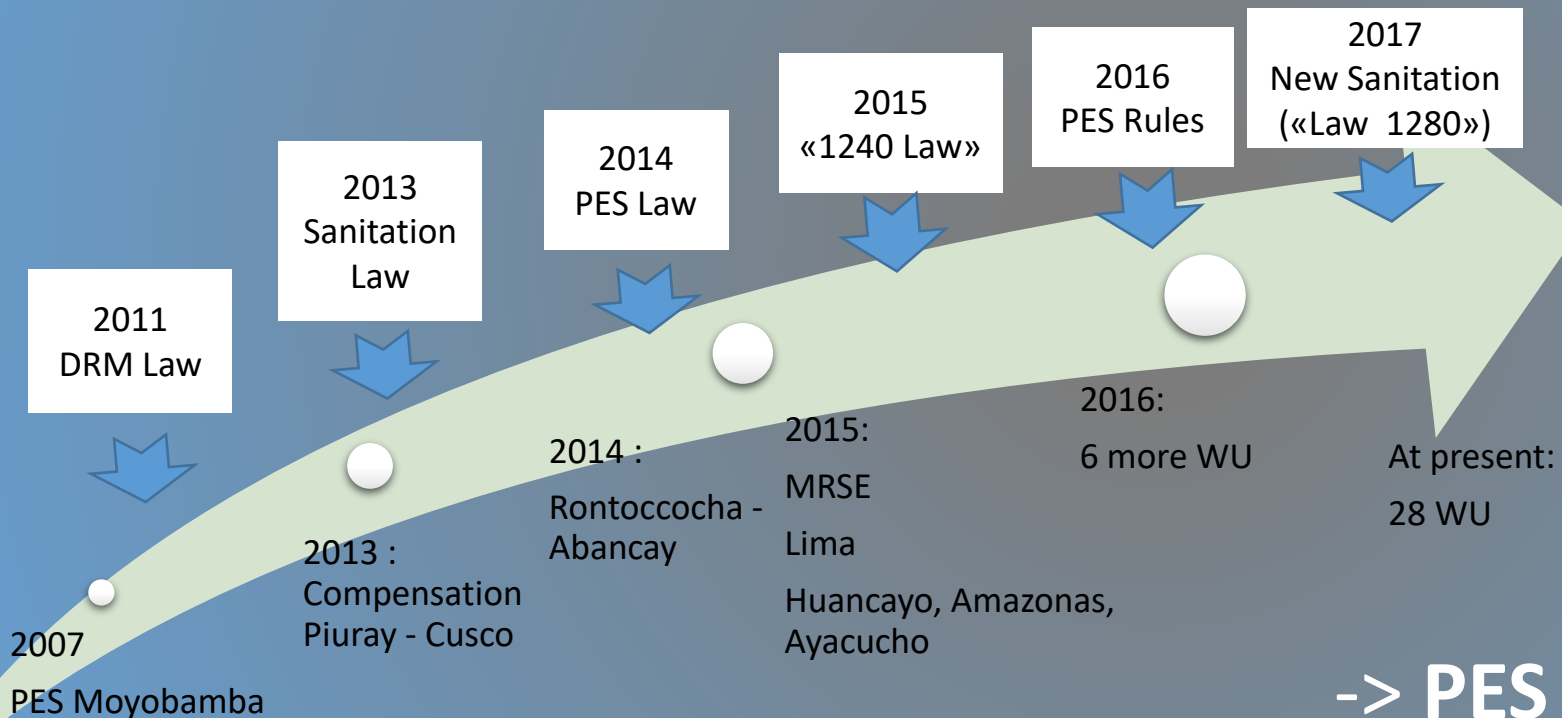 2011
DRM Law
2013
Sanitation
Law
2014
PES Law
2015
«1240 Law»
2016
PES Rules
2017
New Sanitation
(«Law 1280»)
2007
PES Moyobamba
2013 :
Compensation
Piuray - Cusco
2014 :
Rontoccocha -
Abancay
2015:
MRSE
Lima
Huancayo, Amazonas,
Ayacucho
2016:
6 more WU
At present:
28 WU
-> PES